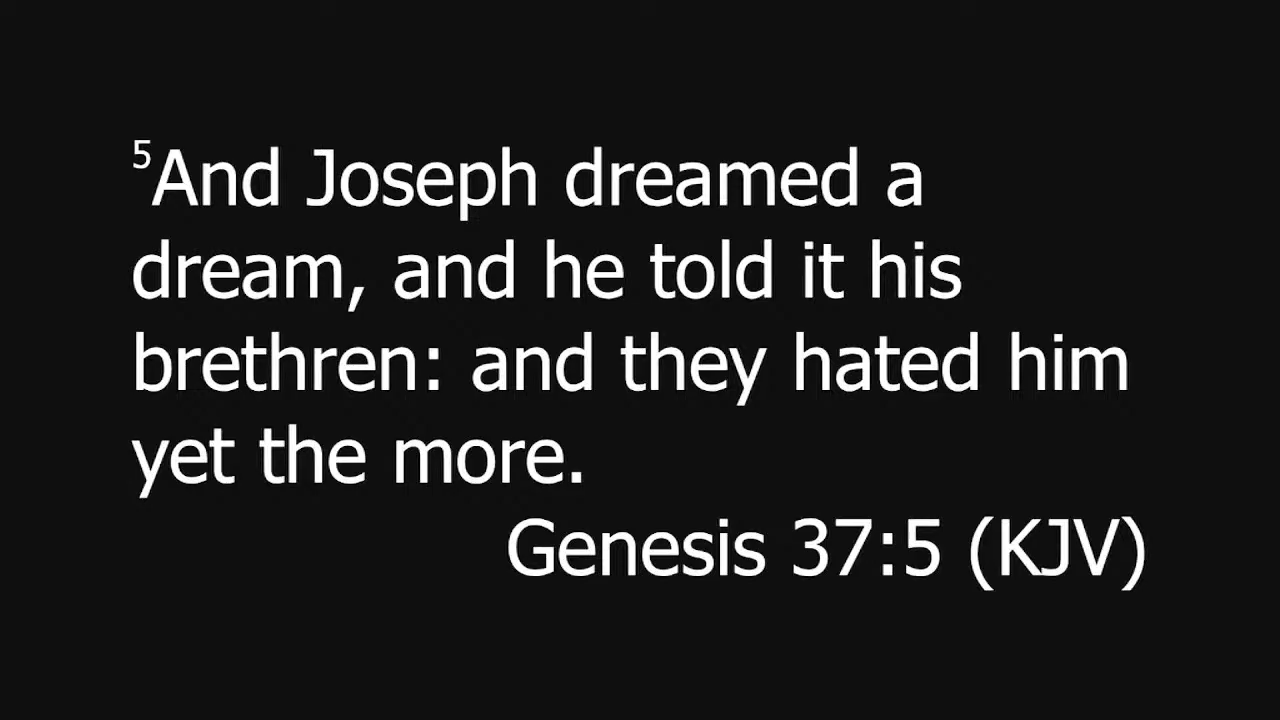 ⁵And Joseph dreamed a
dream, and he told it his
brethren: and they hated him
yet the more.
Genesis 37:5 (KJV)